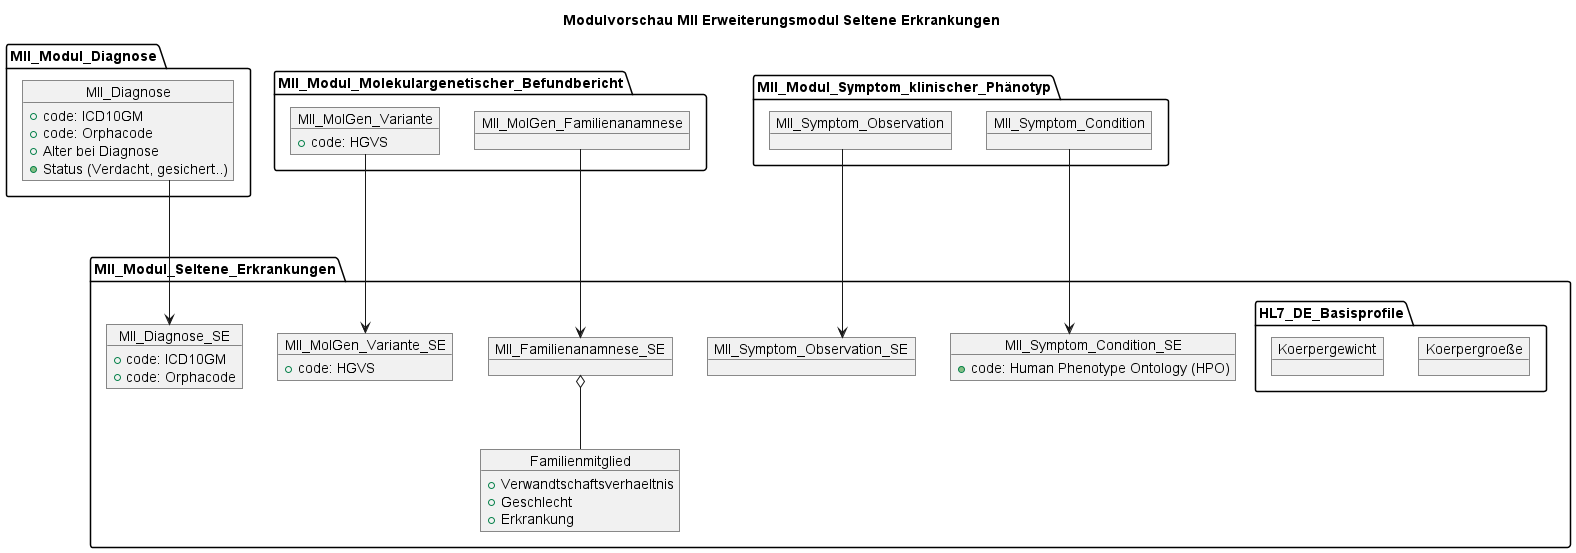 Modulvorschau MII Erweiterungsmodul Seltene Erkrankungen
MII_Modul_Diagnose
MII_Diagnose
code: ICD10GM
code: Orphacode
Alter bei Diagnose
Status (Verdacht, gesichert..)
MII_Modul_Molekulargenetischer_Befundbericht
MII_MolGen_Variante
code: HGVS
MII_MolGen_Familienanamnese
MII_Modul_Symptom_klinischer_Phänotyp
MII_Symptom_Observation
MII_Symptom_Condition
MII_Modul_Seltene_Erkrankungen
MII_Diagnose_SE
code: ICD10GM
code: Orphacode
MII_MolGen_Variante_SE
code: HGVS
MII_Familienanamnese_SE
MII_Symptom_Observation_SE
MII_Symptom_Condition_SE
code: Human Phenotype Ontology (HPO)
HL7_DE_Basisprofile
Koerpergewicht
Koerpergroeße
Familienmitglied
Verwandtschaftsverhaeltnis
Geschlecht
Erkrankung